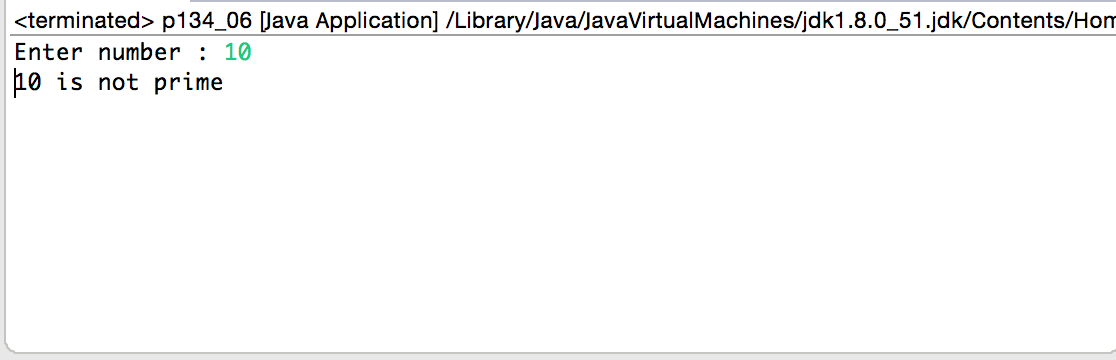 <terminated> p134_06 [Java Application] /Library/Java/JavaVirtualMachines/jdk1.8.0_51.jdk/Contents/Hom
Enter number : 10
10 is not prime